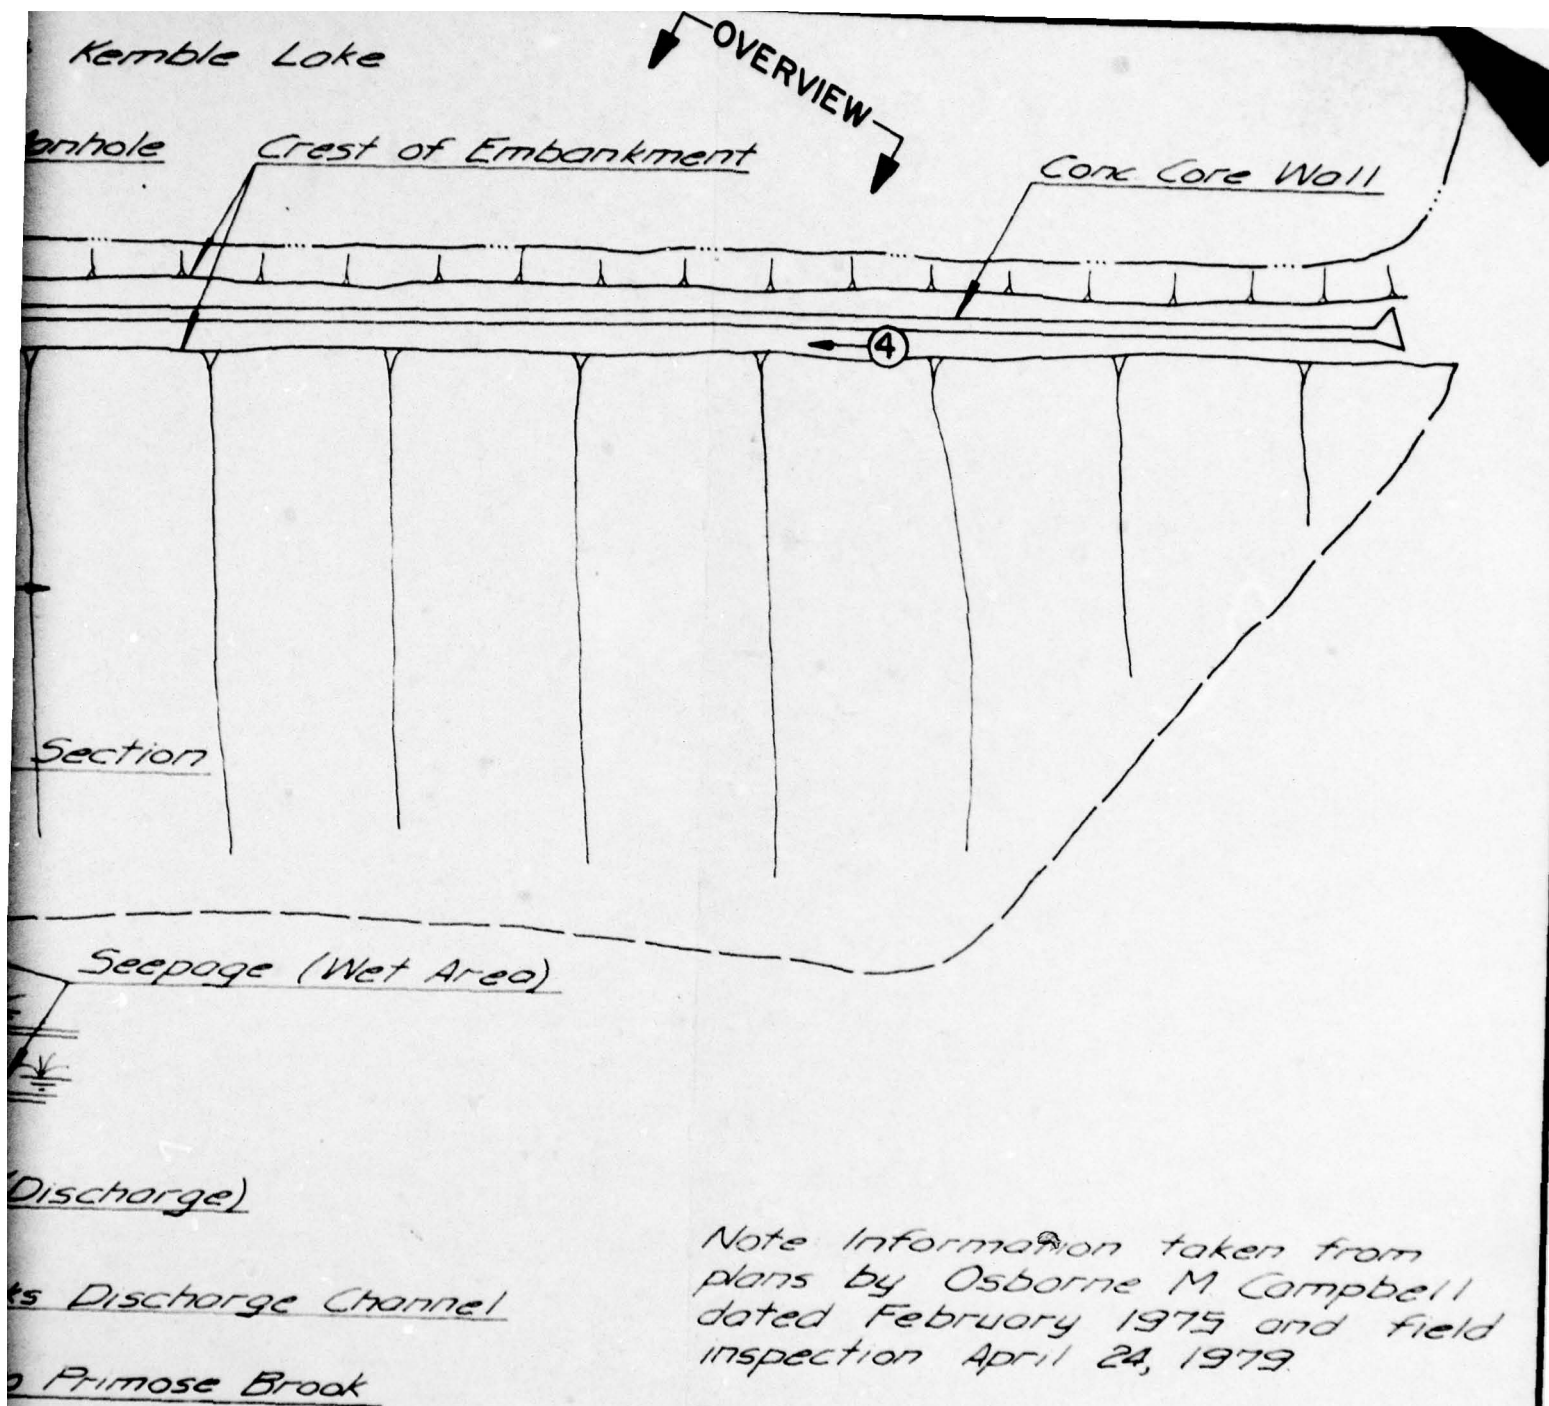 Kemble Lake
OVERVIEW
Crest of Embankment
Conc. Core Wall
4
Section
Seepage (Wet Area)
(Discharge)
Discharge Channel
Primose Brook
Note Information taken from
plans by Osborne M. Campbell
dated February 1975 and field
inspection April 24, 1979.